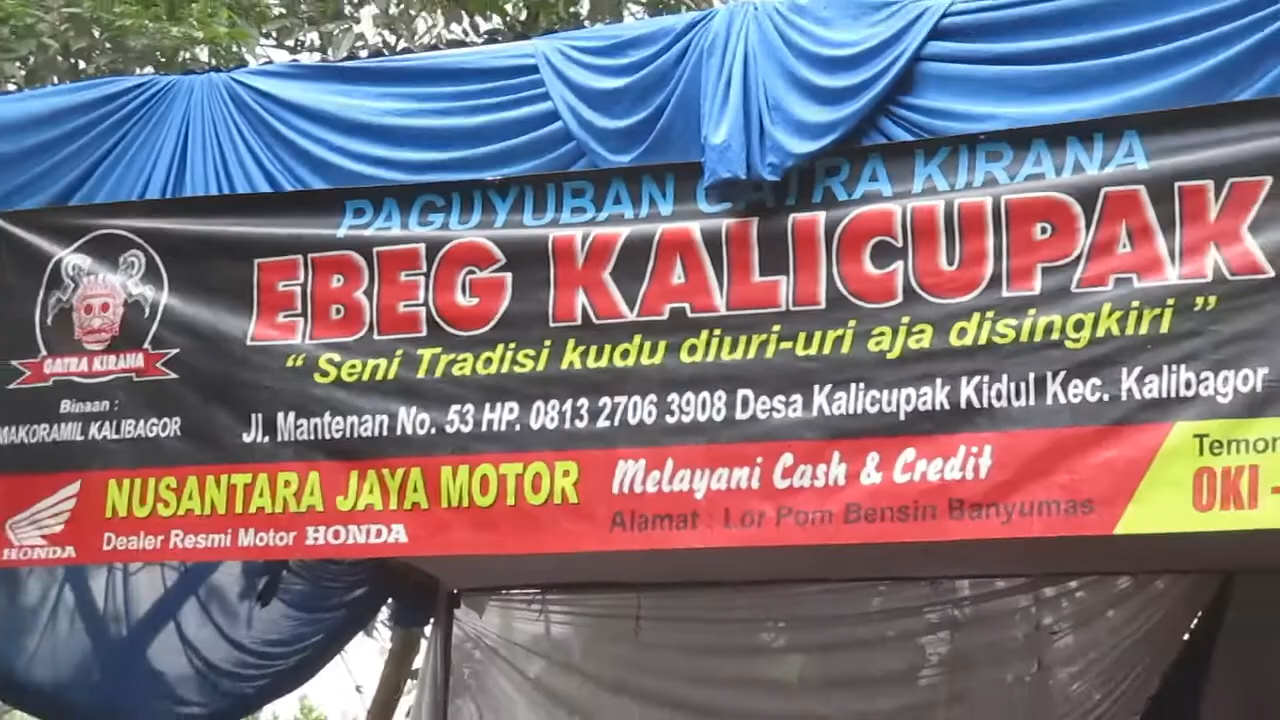 PAGUYUBAN CATRA KIRANA
EBEG KALICUPAK
“ Seni Tradisi kudu diuri-uri aja disingkiri ”
Jl. Mantenan No. 53 HP. 0813 2706 3908 Desa Kalicupak Kidul Kec. Kalibagor
CATRA KIRANA
Binaan :
MAKORAMIL KALIBAGOR
HONDA
NUSANTARA JAYA MOTOR
Dealer Resmi Motor HONDA
Melayani Cash & Credit
Alamat : Lor Pom Bensin Banyumas
OKI -